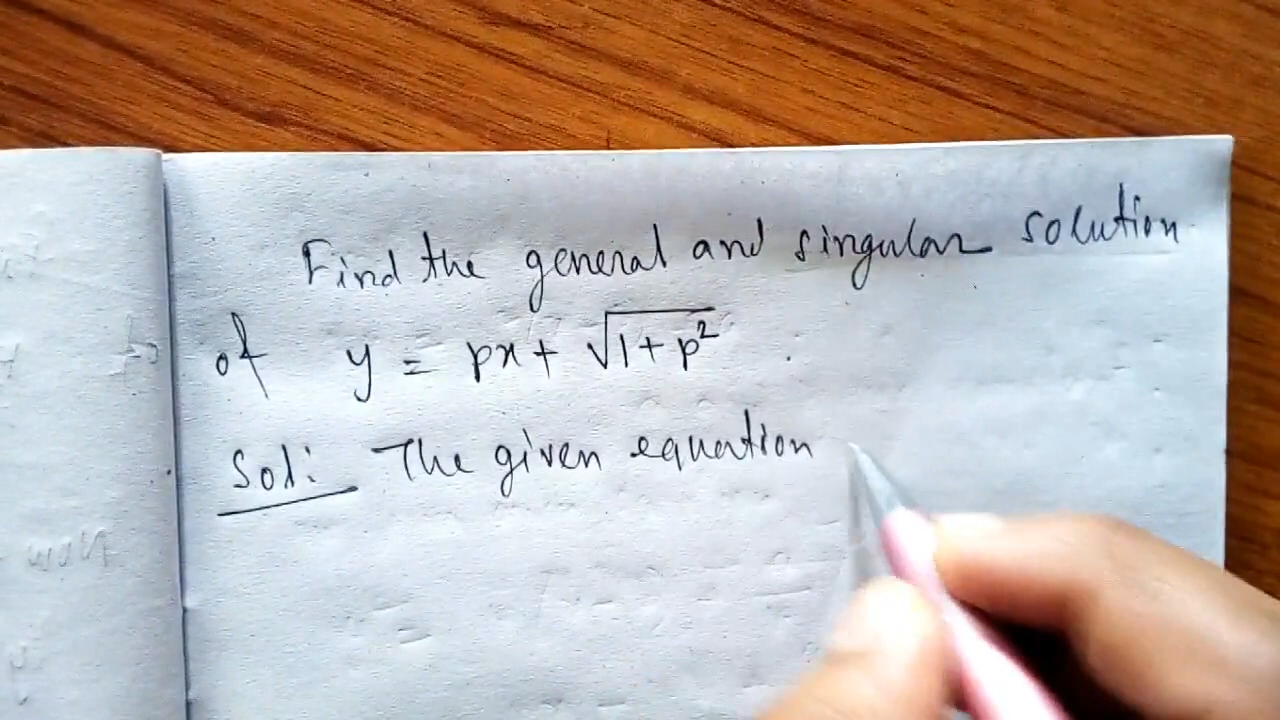 Find the general and singular solution
of y = px + √1+p² .
Sol: The given equation